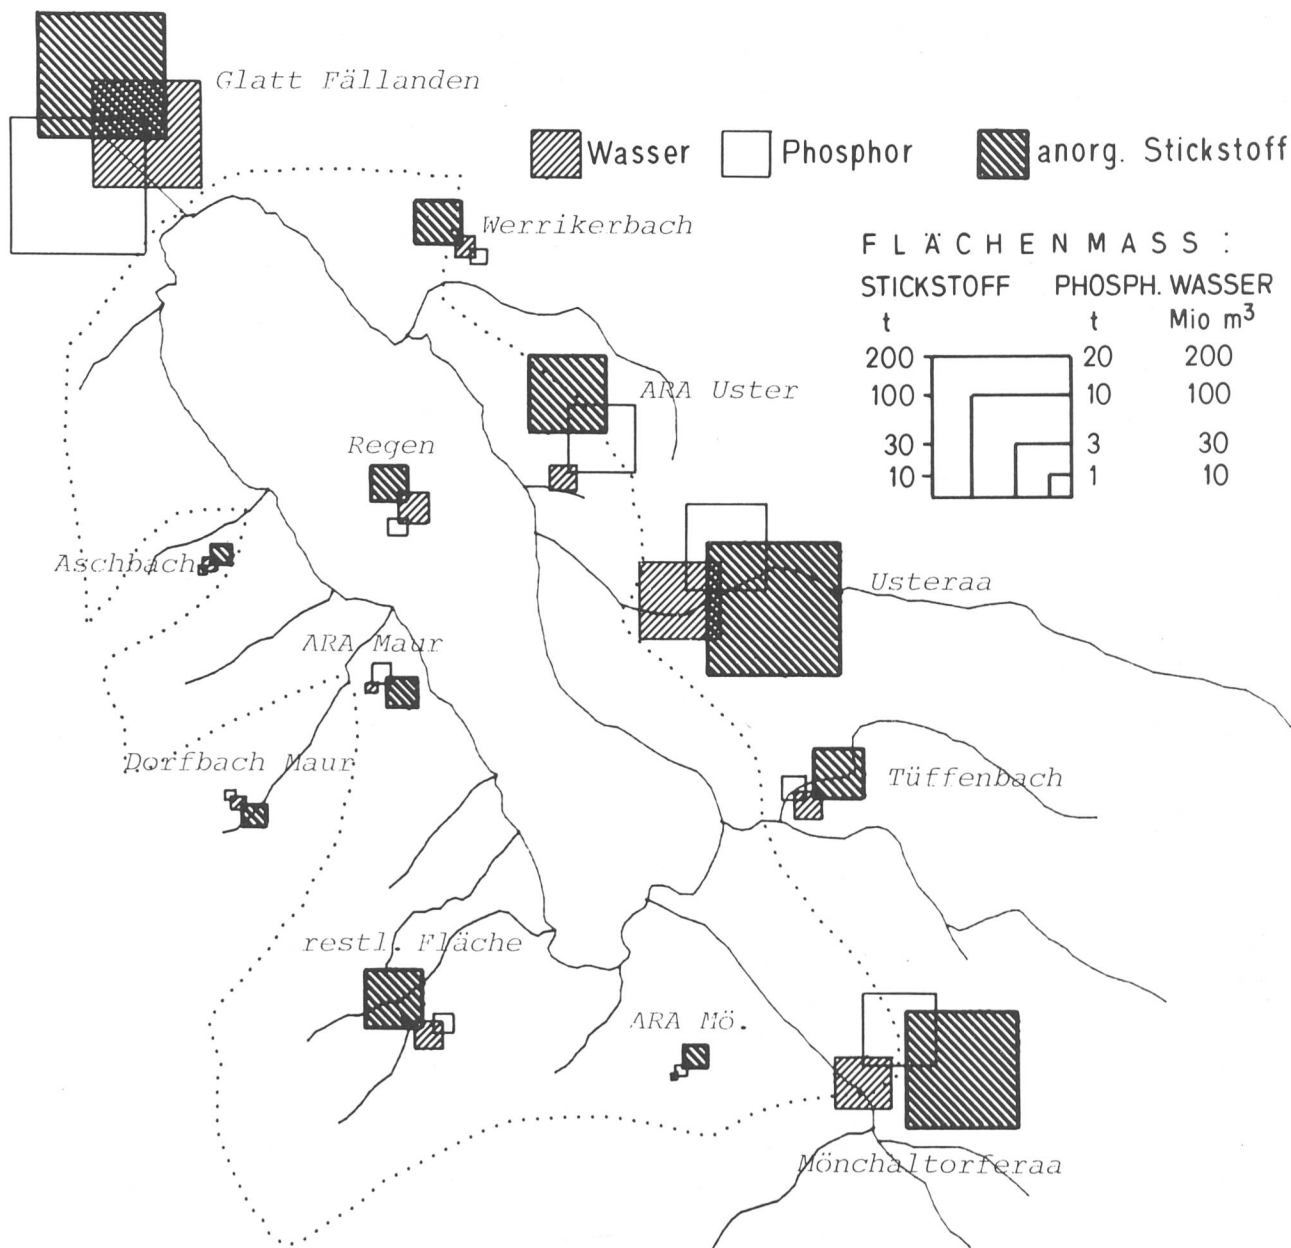 Glatt Fällanden
Wasser Phosphor anorg. Stickstoff
Werrikerbach
FLÄCHENMASS:
STICKSTOFF PHOSPH. WASSER
t t Mio m³
200 20 200
100 10 100
30 3 30
10 1 10
ARA Uster
Regen
Aschbach
Usteraa
ARA Maur
Dorfbach Maur
Tüffenbach
restl. Fläche
ARA Mö.
Mönchaltorferaa